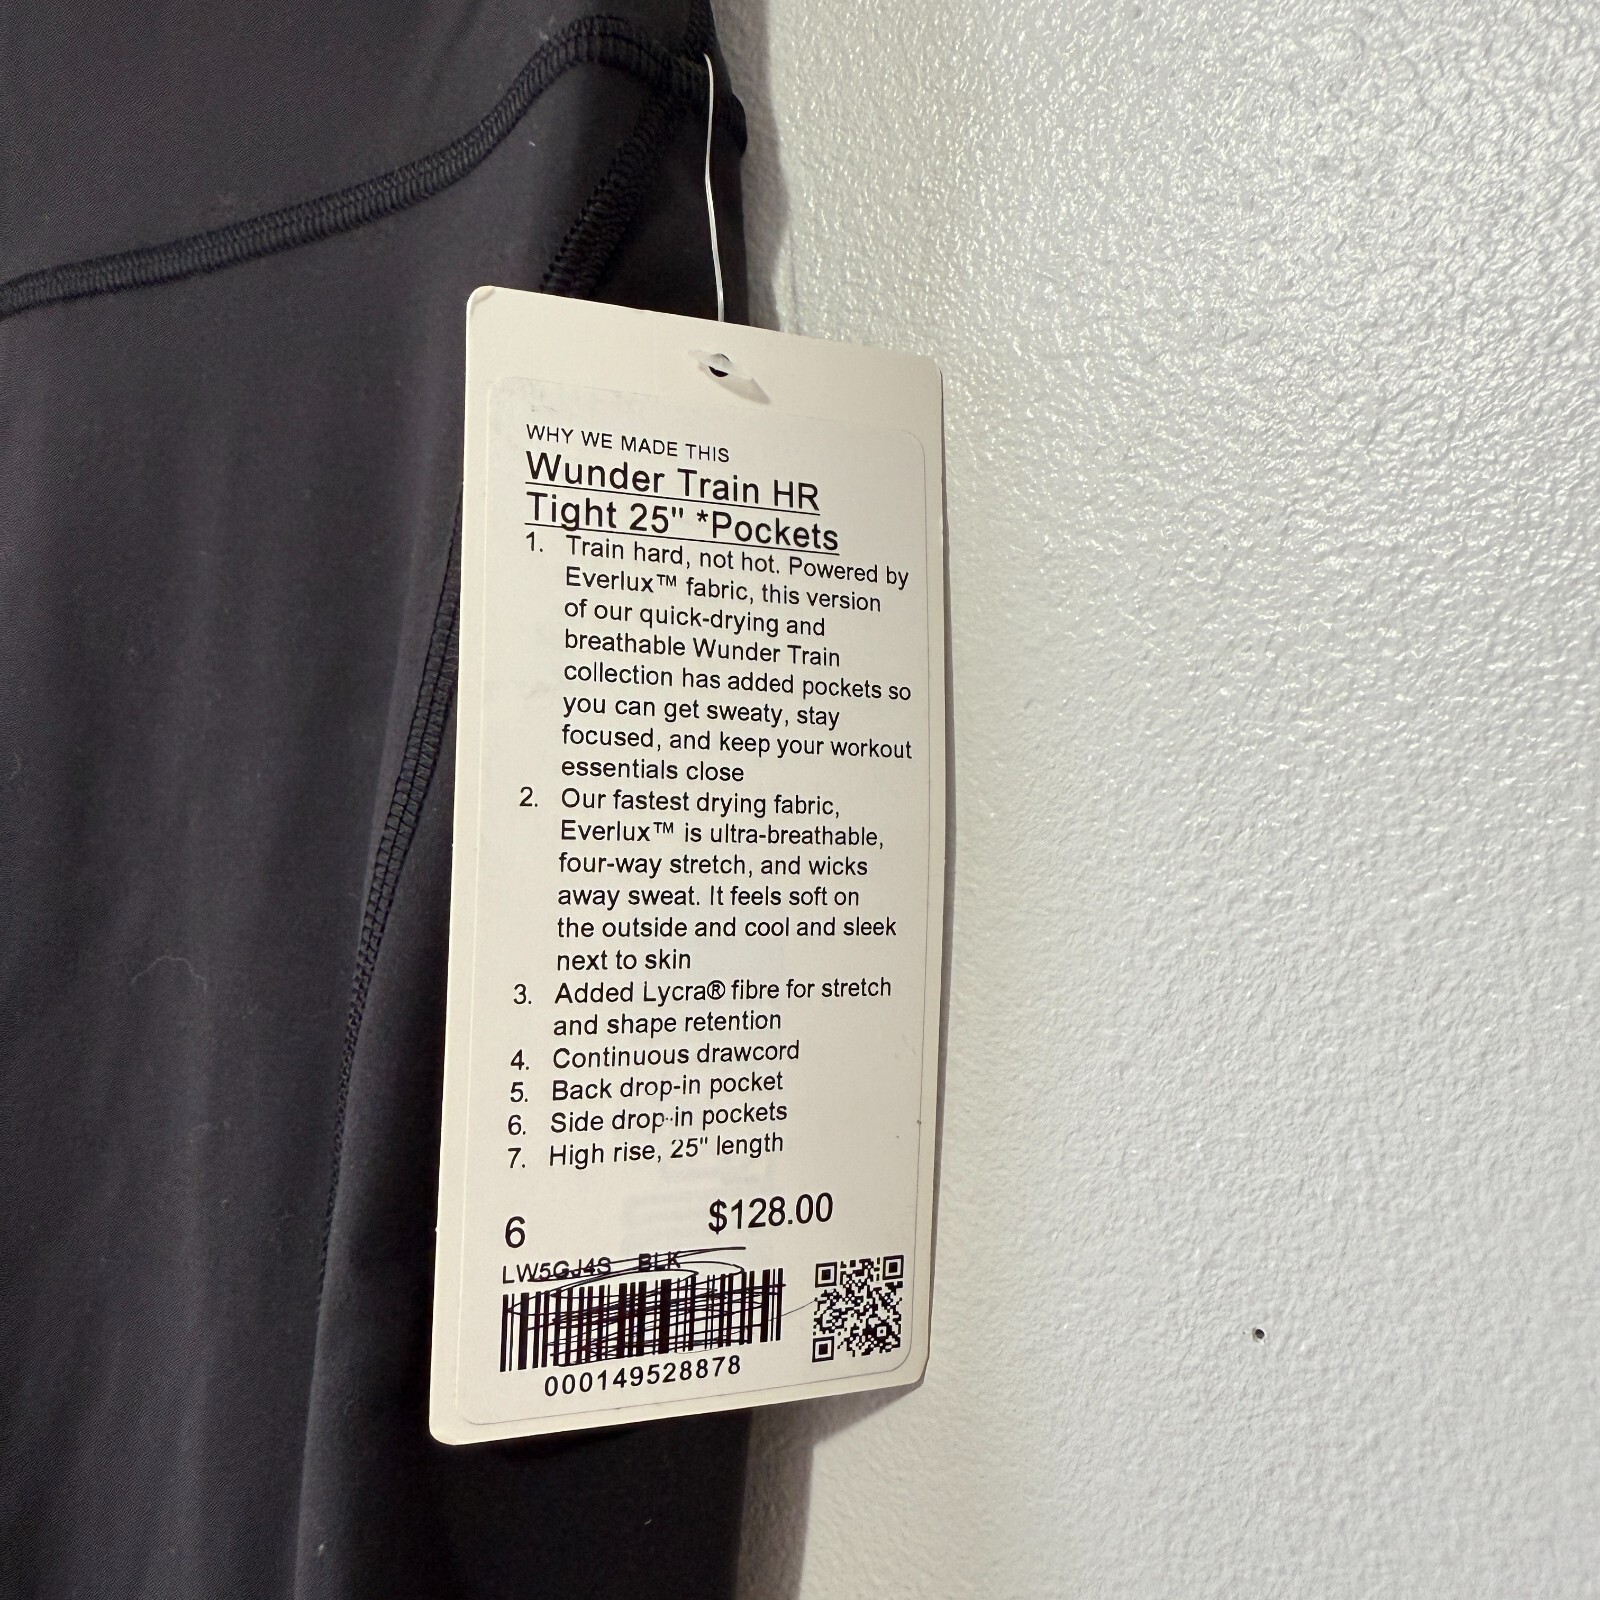 WHY WE MADE THIS
Wunder Train HR
Tight 25" *Pockets
1. Train hard, not hot. Powered by
Everlux™ fabric, this version
of our quick-drying and
breathable Wunder Train
collection has added pockets so
you can get sweaty, stay
focused, and keep your workout
essentials close
2. Our fastest drying fabric,
Everlux™ is ultra-breathable,
four-way stretch, and wicks
away sweat. It feels soft on
the outside and cool and sleek
next to skin
3. Added Lycra® fibre for stretch
and shape retention
4. Continuous drawcord
5. Back drop-in pocket
6. Side drop-in pockets
7. High rise, 25" length
6 $128.00
LW5GJ4S BLK
000149528878